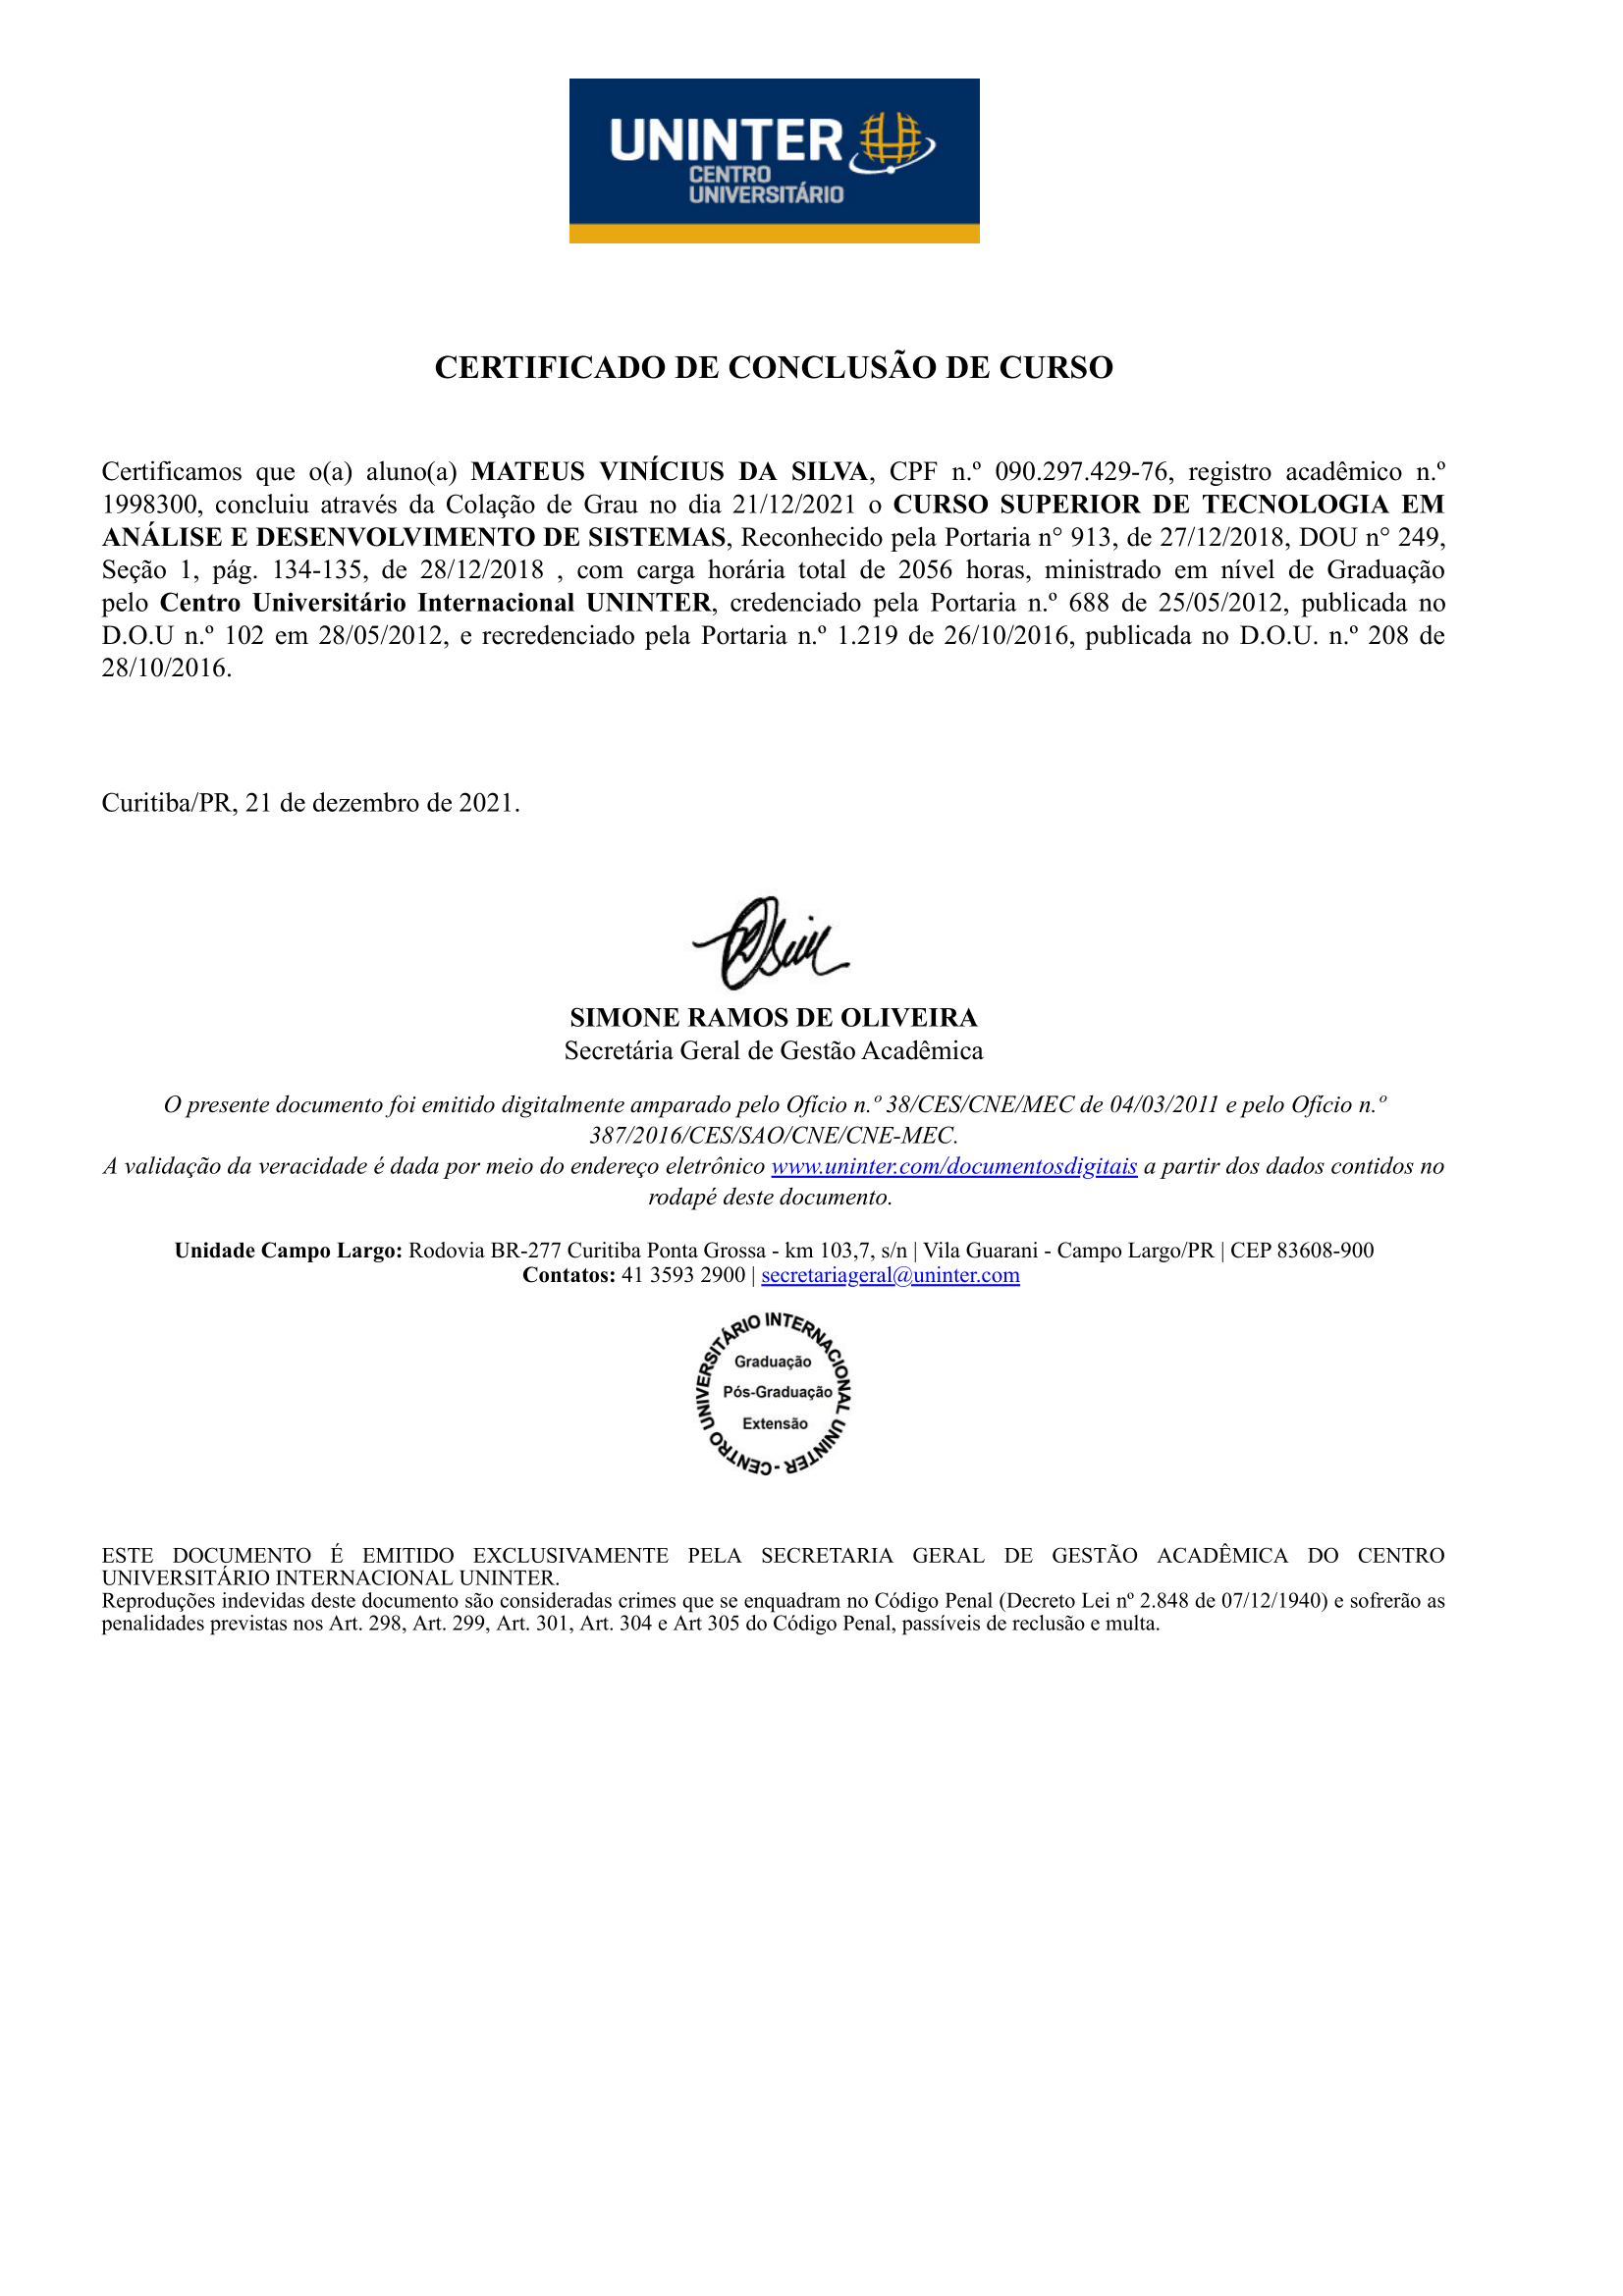 UNINTER
CENTRO
UNIVERSITÁRIO
CERTIFICADO DE CONCLUSÃO DE CURSO
Certificamos que o(a) aluno(a) MATEUS VINÍCIUS DA SILVA, CPF n.º 090.297.429-76, registro acadêmico n.º
1998300, concluiu através da Colação de Grau no dia 21/12/2021 o CURSO SUPERIOR DE TECNOLOGIA EM
ANÁLISE E DESENVOLVIMENTO DE SISTEMAS, Reconhecido pela Portaria n° 913, de 27/12/2018, DOU n° 249,
Seção 1, pág. 134-135, de 28/12/2018 , com carga horária total de 2056 horas, ministrado em nível de Graduação
pelo Centro Universitário Internacional UNINTER, credenciado pela Portaria n.º 688 de 25/05/2012, publicada no
D.O.U n.º 102 em 28/05/2012, e recredenciado pela Portaria n.º 1.219 de 26/10/2016, publicada no D.O.U. n.º 208 de
28/10/2016.
Curitiba/PR, 21 de dezembro de 2021.
SIMONE RAMOS DE OLIVEIRA
Secretária Geral de Gestão Acadêmica
O presente documento foi emitido digitalmente amparado pelo Ofício n.º 38/CES/CNE/MEC de 04/03/2011 e pelo Ofício n.º
387/2016/CES/SAO/CNE/CNE-MEC.
A validação da veracidade é dada por meio do endereço eletrônico www.uninter.com/documentosdigitais a partir dos dados contidos no
rodapé deste documento.
Unidade Campo Largo: Rodovia BR-277 Curitiba Ponta Grossa - km 103,7, s/n | Vila Guarani - Campo Largo/PR | CEP 83608-900
Contatos: 41 3593 2900 | secretariageral@uninter.com
CENTRO UNIVERSITÁRIO INTERNACIONAL UNINTER -
Graduação
Pós-Graduação
Extensão
ESTE DOCUMENTO É EMITIDO EXCLUSIVAMENTE PELA SECRETARIA GERAL DE GESTÃO ACADÊMICA DO CENTRO
UNIVERSITÁRIO INTERNACIONAL UNINTER.
Reproduções indevidas deste documento são consideradas crimes que se enquadram no Código Penal (Decreto Lei nº 2.848 de 07/12/1940) e sofrerão as
penalidades previstas nos Art. 298, Art. 299, Art. 301, Art. 304 e Art 305 do Código Penal, passíveis de reclusão e multa.